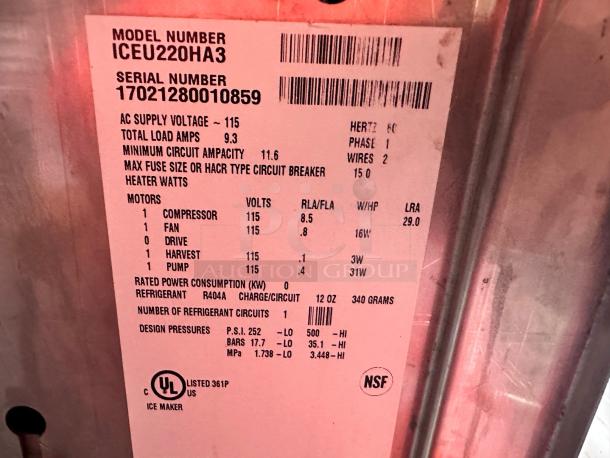 MODEL NUMBER
ICEU220HA3
SERIAL NUMBER
17021280010859
AC SUPPLY VOLTAGE ~ 115 HERTZ 60
TOTAL LOAD AMPS 9.3 PHASE 1
MINIMUM CIRCUIT AMPACITY 11.6 WIRES 2
MAX FUSE SIZE OR HACR TYPE CIRCUIT BREAKER 15.0
HEATER WATTS
MOTORS VOLTS RLA/FLA W/HP LRA
1 COMPRESSOR 115 8.5 29.0
1 FAN 115 .8 16W
0 DRIVE
1 HARVEST 115 .1 3W
1 PUMP 115 .4 31W
RATED POWER CONSUMPTION (KW) 0
REFRIGERANT R404A CHARGE/CIRCUIT 12 OZ 340 GRAMS
NUMBER OF REFRIGERANT CIRCUITS 1
DESIGN PRESSURES P.S.I. 252 -LO 500 -HI
BARS 17.7 -LO 35.1 -HI
MPa 1.738 -LO 3.448 -HI
C UL US LISTED 361P
ICE MAKER
NSF
PCI
AUCTION GROUP